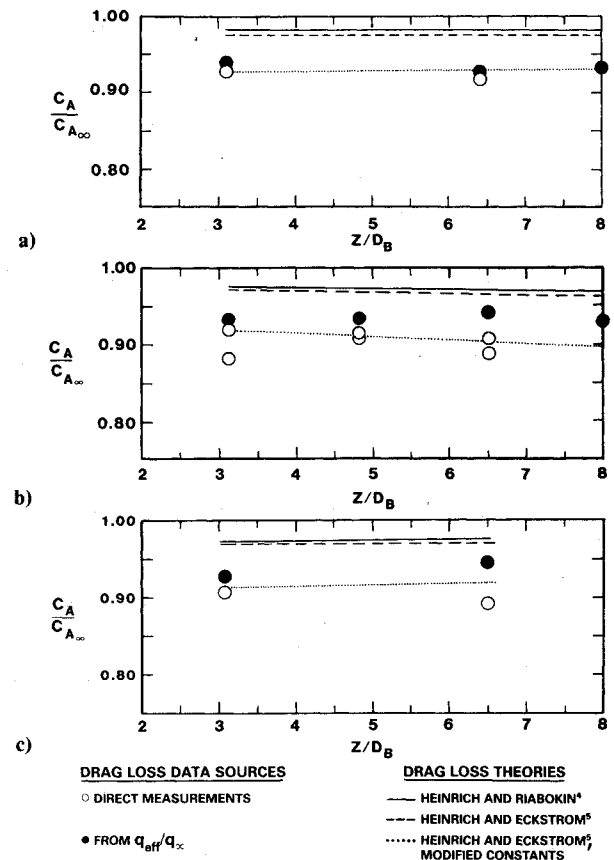 1.00
0.90
0.80
C_A
C_A∞
2 3 4 5 6 7 8
Z/D_B
a)
1.00
0.90
0.80
C_A
C_A∞
2 3 4 5 6 7 8
Z/D_B
b)
1.00
0.90
0.80
C_A
C_A∞
2 3 4 5 6 7 8
Z/D_B
c)
DRAG LOSS DATA SOURCES
○ DIRECT MEASUREMENTS
● FROM q_eff/q_∞
DRAG LOSS THEORIES
HEINRICH AND RIABOKIN⁴
HEINRICH AND ECKSTROM⁵
HEINRICH AND ECKSTROM⁵,
MODIFIED CONSTANTS